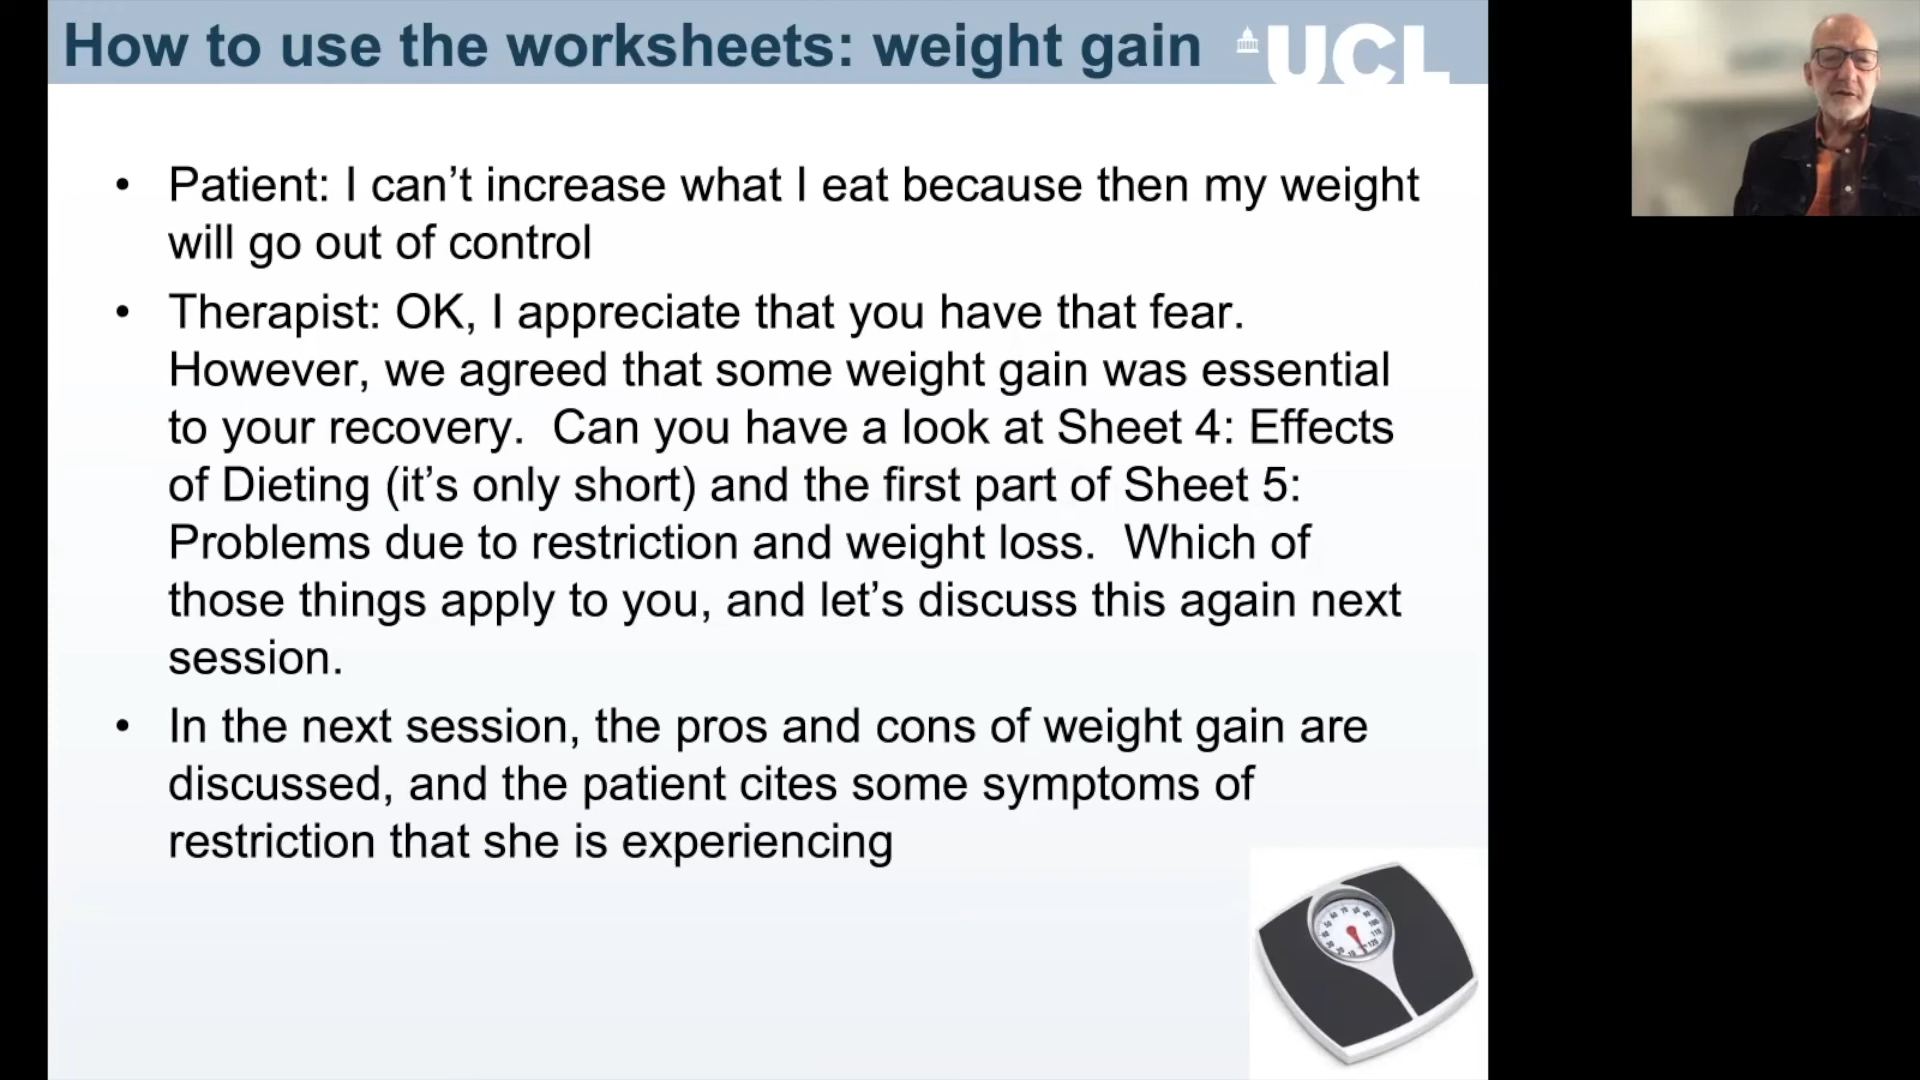 How to use the worksheets: weight gain
UCL
• Patient: I can’t increase what I eat because then my weight
will go out of control
• Therapist: OK, I appreciate that you have that fear.
However, we agreed that some weight gain was essential
to your recovery.  Can you have a look at Sheet 4: Effects
of Dieting (it’s only short) and the first part of Sheet 5:
Problems due to restriction and weight loss.  Which of
those things apply to you, and let’s discuss this again next
session.
• In the next session, the pros and cons of weight gain are
discussed, and the patient cites some symptoms of
restriction that she is experiencing